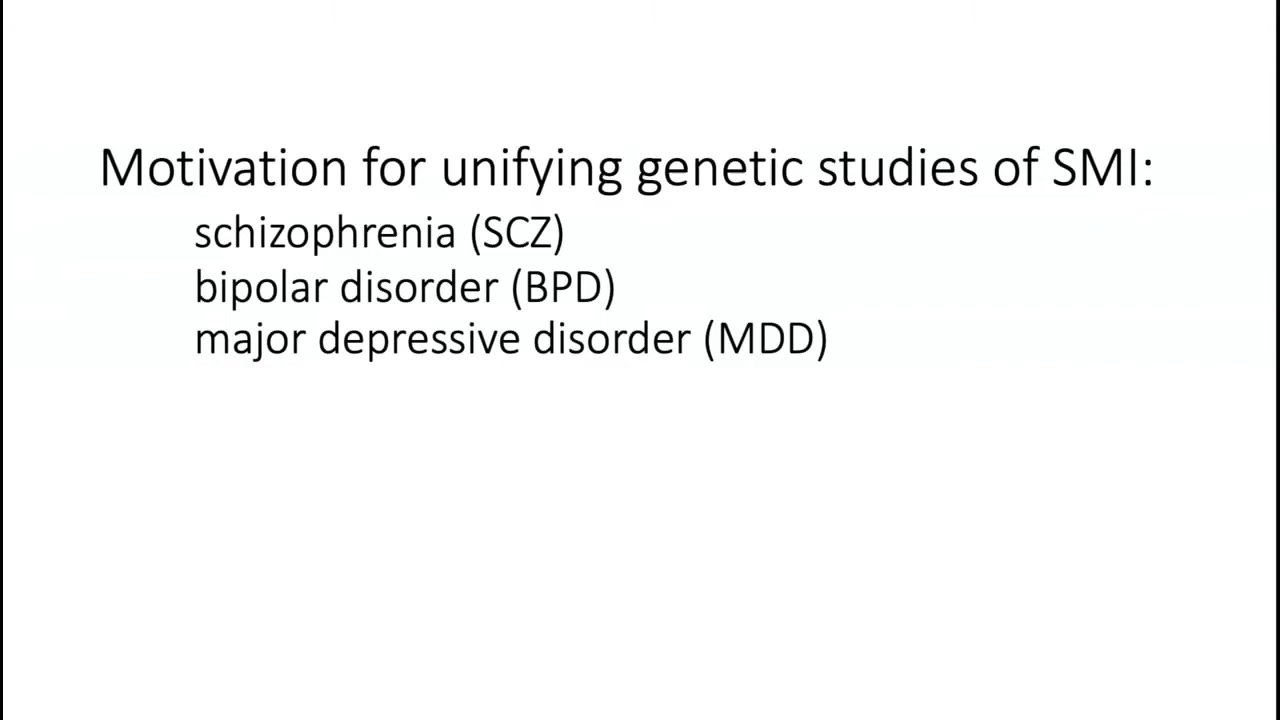 Motivation for unifying genetic studies of SMI:
schizophrenia (SCZ)
bipolar disorder (BPD)
major depressive disorder (MDD)